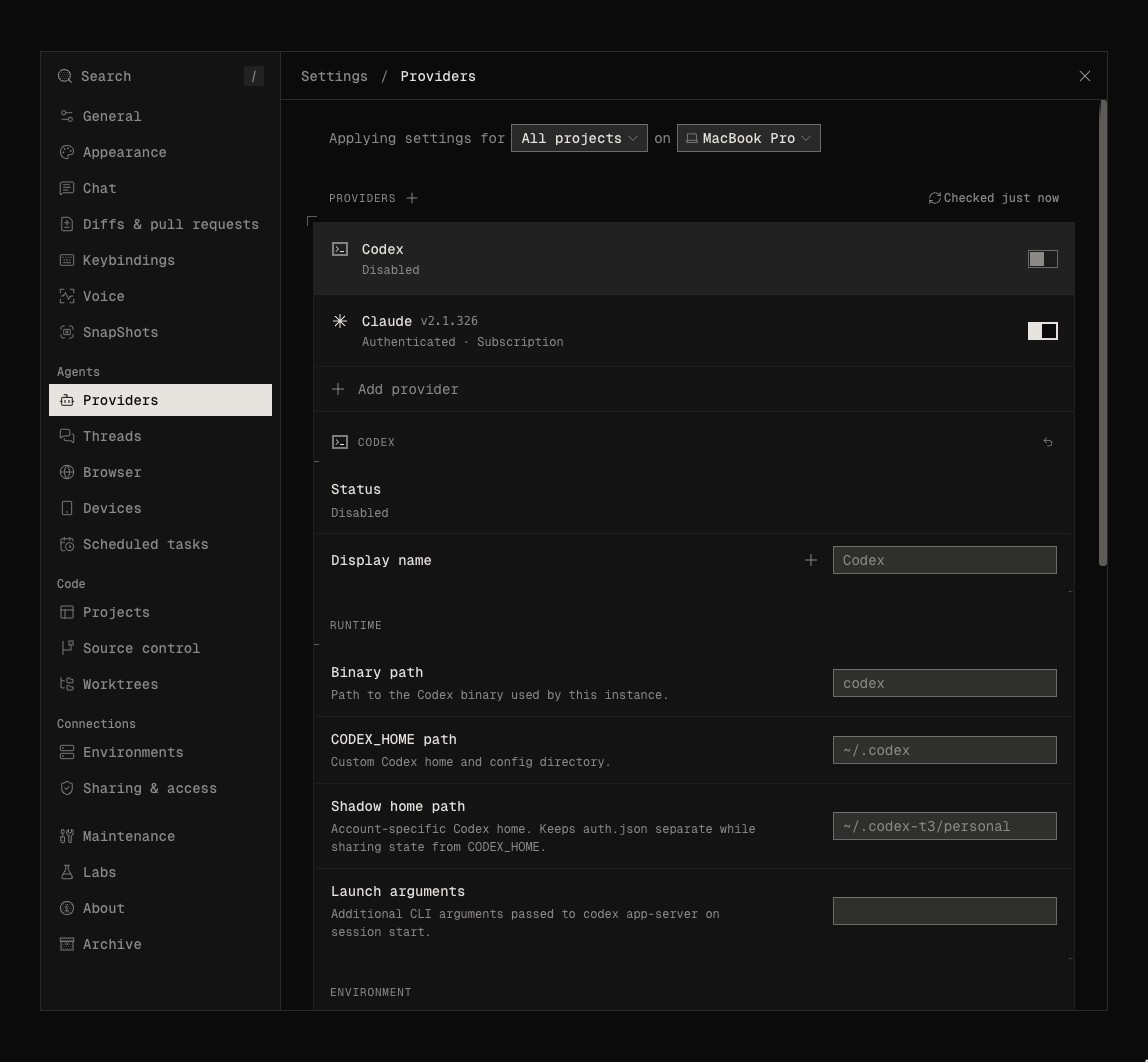 Search /
General
Appearance
Chat
Diffs & pull requests
Keybindings
Voice
SnapShots
Agents
Providers
Threads
Browser
Devices
Scheduled tasks
Code
Projects
Source control
Worktrees
Connections
Environments
Sharing & access
Maintenance
Labs
About
Archive
Settings / Providers
Applying settings for All projects on MacBook Pro
PROVIDERS
Checked just now
Codex
Disabled
Claude v2.1.326
Authenticated · Subscription
Add provider
CODEX
Status
Disabled
Display name
Codex
RUNTIME
Binary path
Path to the Codex binary used by this instance.
codex
CODEX_HOME path
Custom Codex home and config directory.
~/.codex
Shadow home path
Account-specific Codex home. Keeps auth.json separate while
sharing state from CODEX_HOME.
~/.codex-t3/personal
Launch arguments
Additional CLI arguments passed to codex app-server on
session start.
ENVIRONMENT